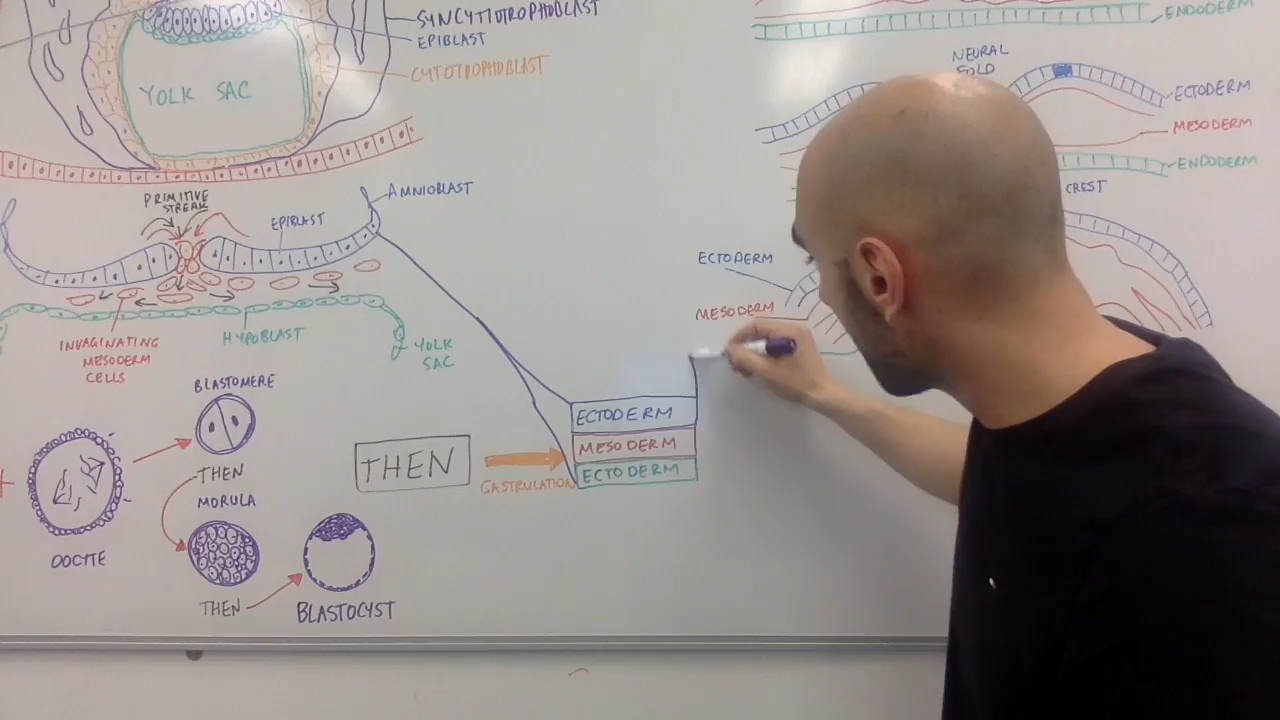 SYNCYTIOTROPHOBLAST
EPIBLAST
CYTOTROPHOBLAST
YOLK SAC
PRIMITIVE
STREAK
AMNIOBLAST
EPIBLAST
INVAGINATING
MESODERM
CELLS
HYPOBLAST
YOLK
SAC
BLASTOMERE
THEN
MORULA
OOCYTE
THEN
BLASTOCYST
THEN
GASTRULATION
ECTODERM
MESODERM
ECTODERM
ENDODERM
NEURAL
FOLD
ECTODERM
MESODERM
ENDODERM
CREST
ECTODERM
MESODERM